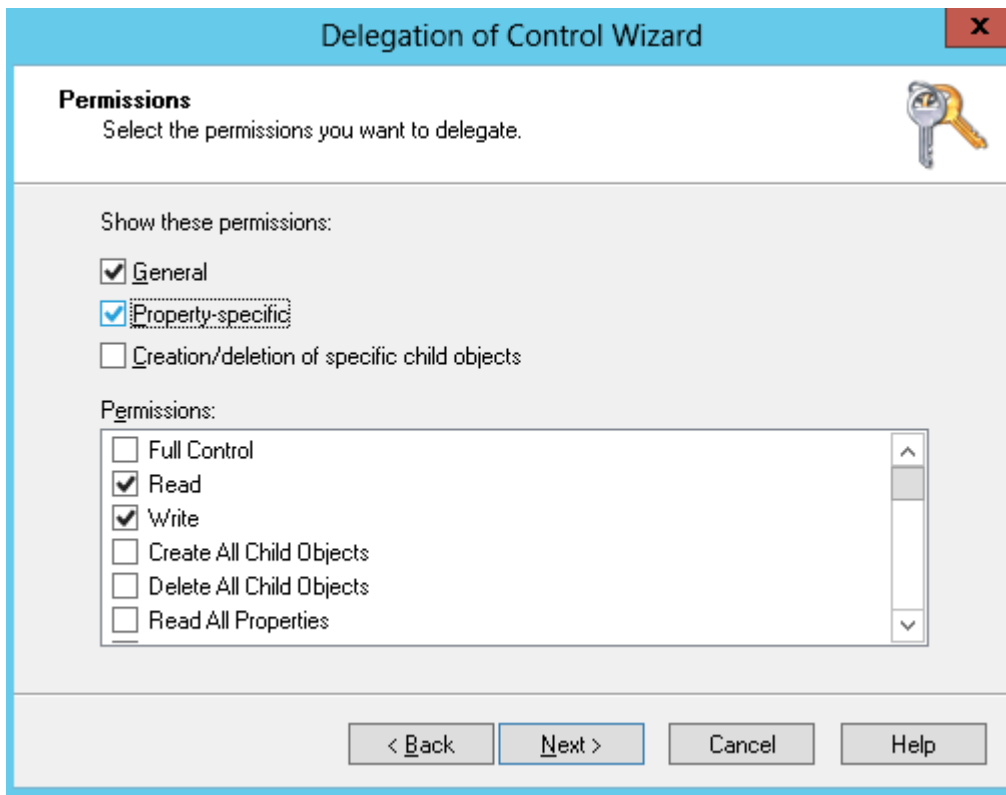 Delegation of Control Wizard
x
Permissions
Select the permissions you want to delegate.
Show these permissions:
General
Property-specific
Creation/deletion of specific child objects
Permissions:
Full Control
Read
Write
Create All Child Objects
Delete All Child Objects
Read All Properties
< Back Next > Cancel Help